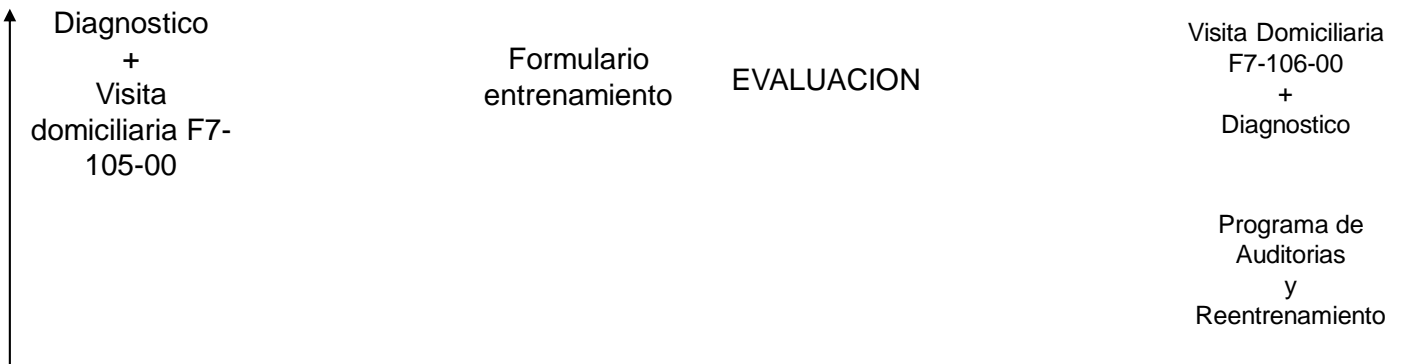 Diagnostico
+
Visita
domiciliaria F7-
105-00
Formulario
entrenamiento
EVALUACION
Visita Domiciliaria
F7-106-00
+
Diagnostico
Programa de
Auditorias
y
Reentrenamiento